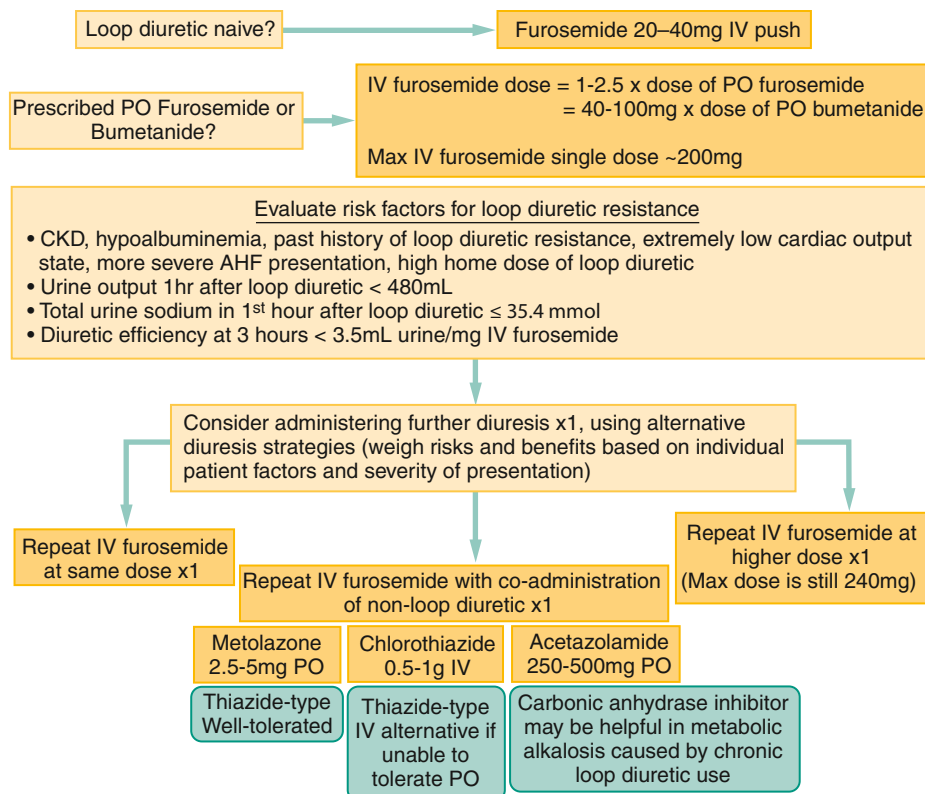 Loop diuretic naive?
Furosemide 20–40mg IV push
Prescribed PO Furosemide or
Bumetanide?
IV furosemide dose = 1-2.5 x dose of PO furosemide
= 40-100mg x dose of PO bumetanide
Max IV furosemide single dose ~200mg
Evaluate risk factors for loop diuretic resistance
• CKD, hypoalbuminemia, past history of loop diuretic resistance, extremely low cardiac output
state, more severe AHF presentation, high home dose of loop diuretic
• Urine output 1hr after loop diuretic < 480mL
• Total urine sodium in 1st hour after loop diuretic ≤ 35.4 mmol
• Diuretic efficiency at 3 hours < 3.5mL urine/mg IV furosemide
Consider administering further diuresis x1, using alternative
diuresis strategies (weigh risks and benefits based on individual
patient factors and severity of presentation)
Repeat IV furosemide
at same dose x1
Repeat IV furosemide with co-administration
of non-loop diuretic x1
Repeat IV furosemide at
higher dose x1
(Max dose is still 240mg)
Metolazone
2.5-5mg PO
Chlorothiazide
0.5-1g IV
Acetazolamide
250-500mg PO
Thiazide-type
Well-tolerated
Thiazide-type
IV alternative if
unable to
tolerate PO
Carbonic anhydrase inhibitor
may be helpful in metabolic
alkalosis caused by chronic
loop diuretic use